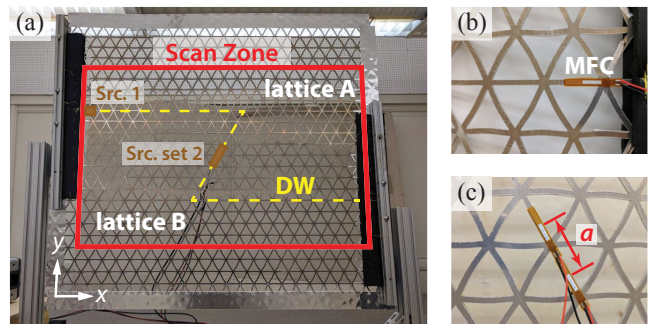 (a)
Scan Zone
lattice A
Src. 1
Src. set 2
DW
lattice B
y
x
(b)
MFC
(c)
a